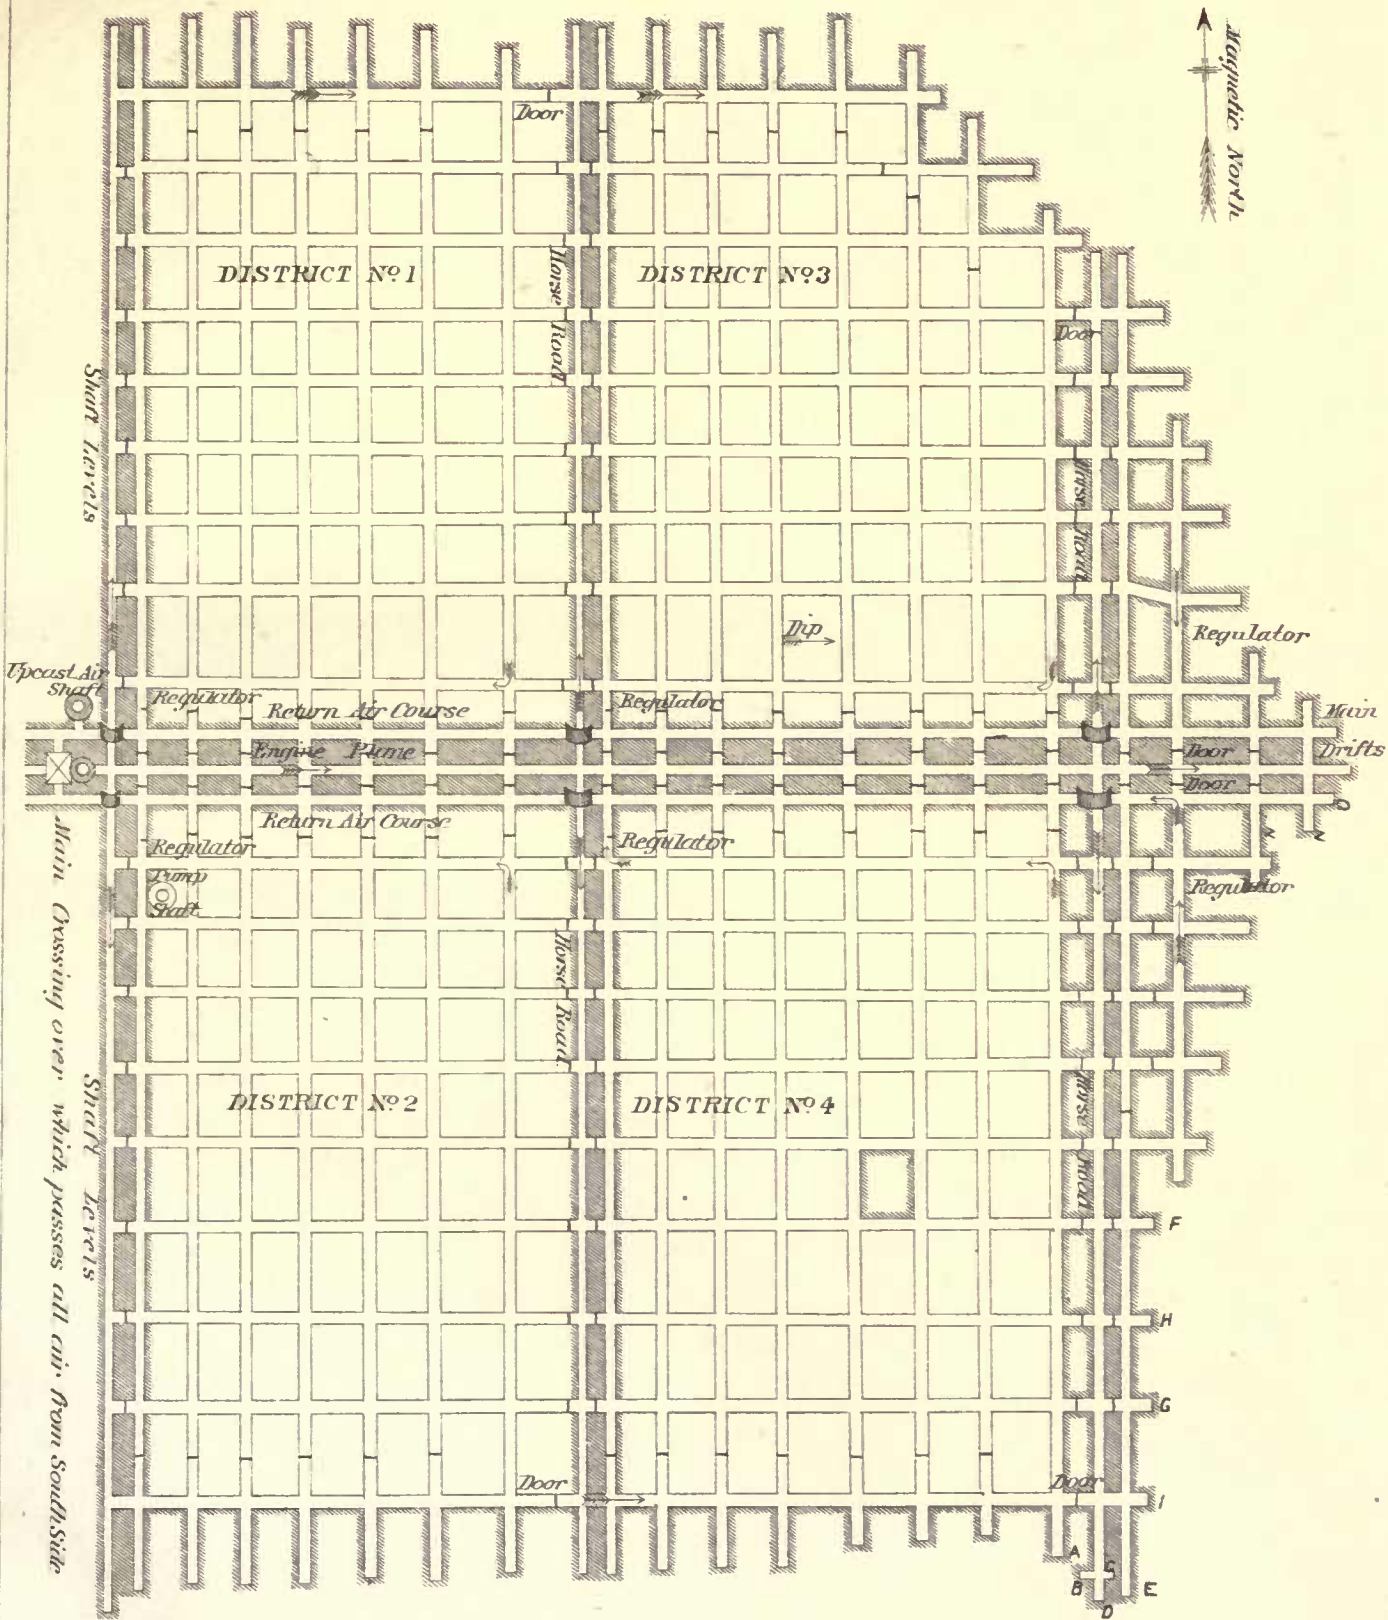 Magnetic North
Door
DISTRICT No. 1
DISTRICT No. 3
Horse Road
Door
Shaft Levels
Horse Road
Dip
Regulator
Upcast Air
Shaft
Regulator
Return Air Course
Regulator
Main
Drifts
Engine Plane
Door
Door
O
Return Air Course
N
N
Regulator
Regulator
Pump
Shaft
Regulator
Main Crossing over which passes all air from South Side
Horse Road
Shaft Levels
DISTRICT No. 2
DISTRICT No. 4
Horse Road
F
H
G
Door
Door
I
A
C
B
E
D